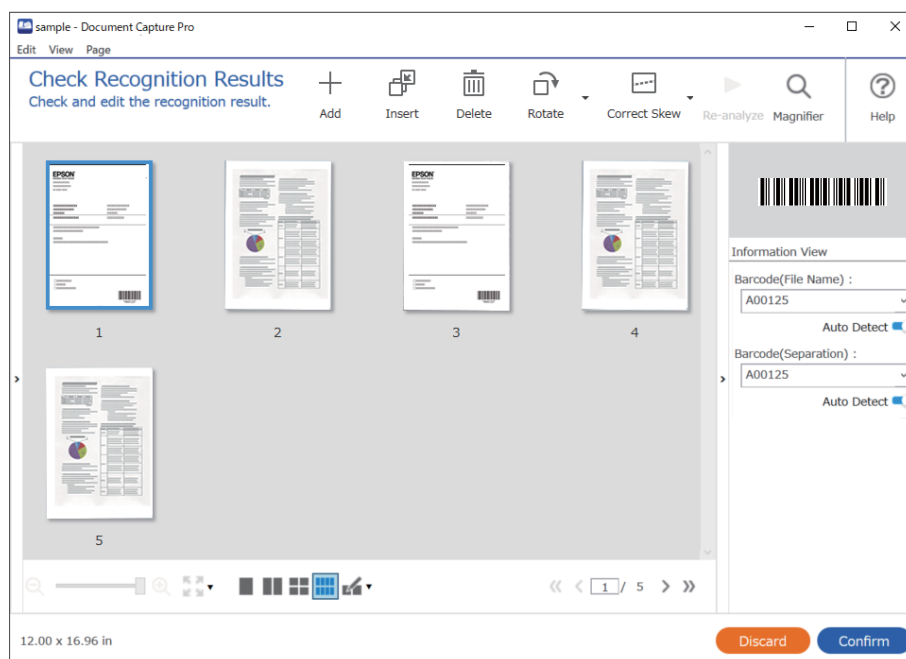 sample - Document Capture Pro
Edit View Page
Check Recognition Results
Check and edit the recognition result.
Add
Insert
Delete
Rotate
Correct Skew
Re-analyze
Magnifier
Help
EPSON
EPSON
1
2
3
4
5
Information View
Barcode(File Name) :
A00125
Auto Detect
Barcode(Separation) :
A00125
Auto Detect
1 / 5
12.00 x 16.96 in
Discard
Confirm